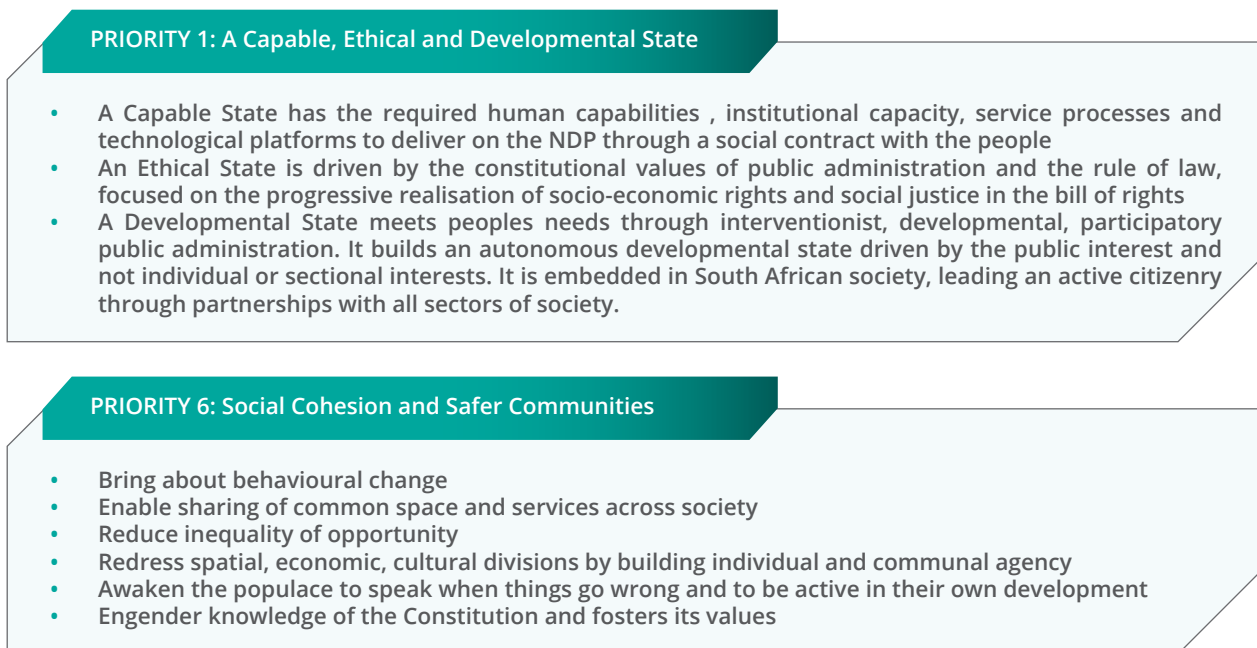 PRIORITY 1: A Capable, Ethical and Developmental State
• A Capable State has the required human capabilities , institutional capacity, service processes and
technological platforms to deliver on the NDP through a social contract with the people
• An Ethical State is driven by the constitutional values of public administration and the rule of law,
focused on the progressive realisation of socio-economic rights and social justice in the bill of rights
• A Developmental State meets peoples needs through interventionist, developmental, participatory
public administration. It builds an autonomous developmental state driven by the public interest and
not individual or sectional interests. It is embedded in South African society, leading an active citizenry
through partnerships with all sectors of society.
PRIORITY 6: Social Cohesion and Safer Communities
• Bring about behavioural change
• Enable sharing of common space and services across society
• Reduce inequality of opportunity
• Redress spatial, economic, cultural divisions by building individual and communal agency
• Awaken the populace to speak when things go wrong and to be active in their own development
• Engender knowledge of the Constitution and fosters its values